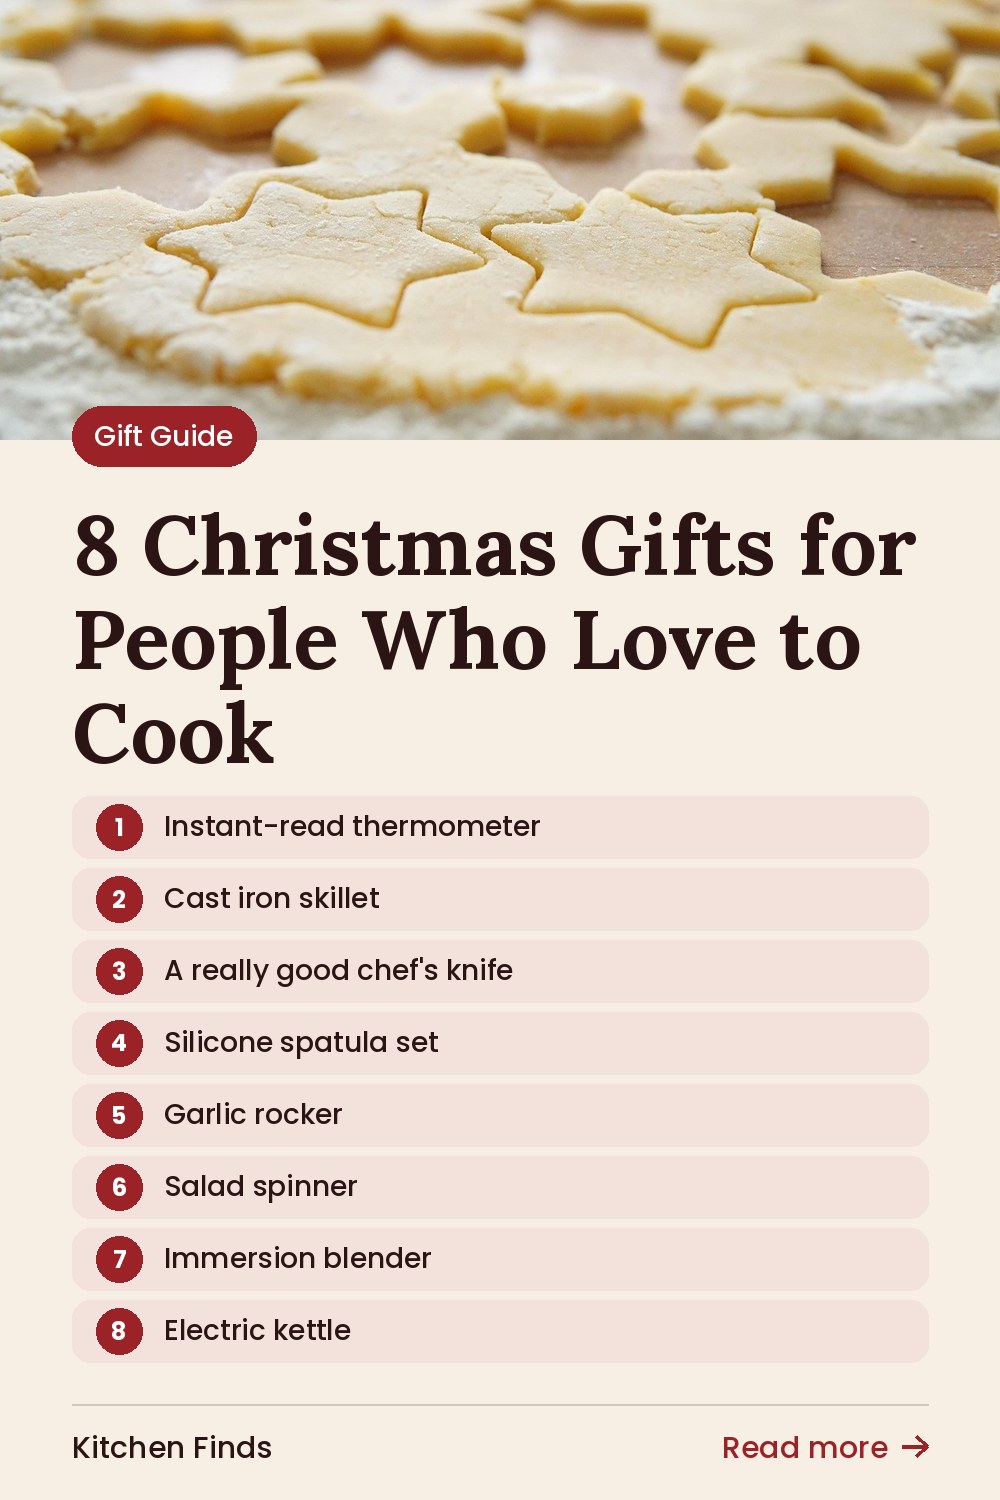 Gift Guide
8 Christmas Gifts for
People Who Love to
Cook
1 Instant-read thermometer
2 Cast iron skillet
3 A really good chef's knife
4 Silicone spatula set
5 Garlic rocker
6 Salad spinner
7 Immersion blender
8 Electric kettle
Kitchen Finds
Read more →